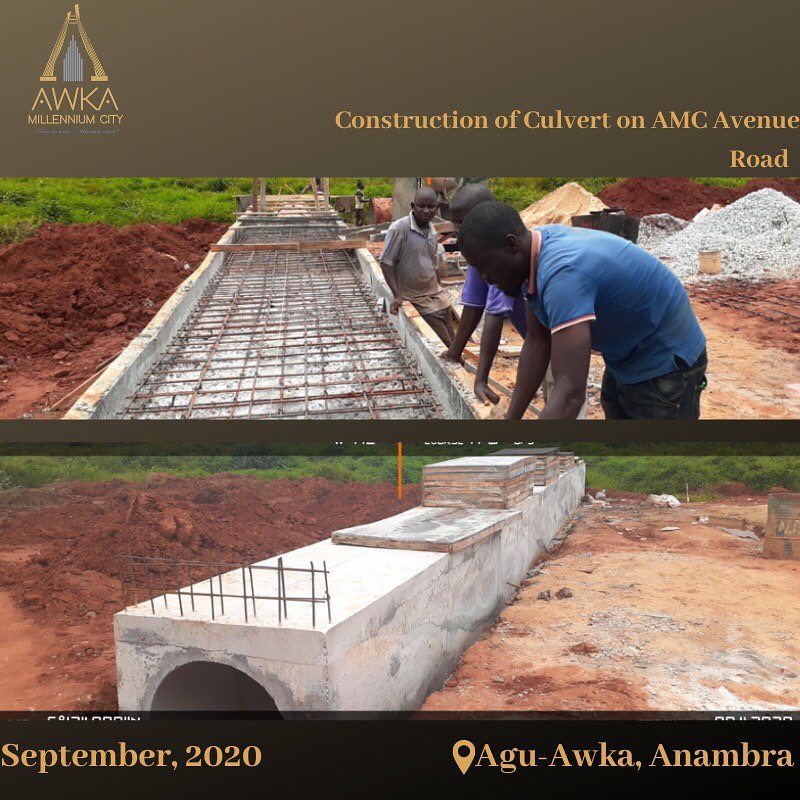 AWKA
MILLENNIUM CITY
Construction of Culvert on AMC Avenue
Road
September, 2020
Agu-Awka, Anambra